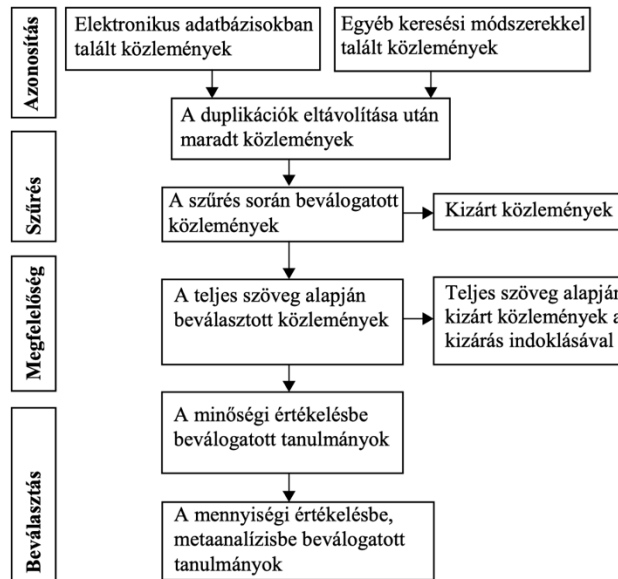 Azonosítás
Elektronikus adatbázisokban
talált közlemények
Egyéb keresési módszerekkel
talált közlemények
A duplikációk eltávolítása után
maradt közlemények
Szűrés
A szűrés során beválogatott
közlemények
Kizárt közlemények
Megfelelőség
A teljes szöveg alapján
beválasztott közlemények
Teljes szöveg alapján
kizárt közlemények a
kizárás indoklásával
Beválasztás
A minőségi értékelésbe
beválogatott tanulmányok
A mennyiségi értékelésbe,
metaanalízisbe beválogatott
tanulmányok